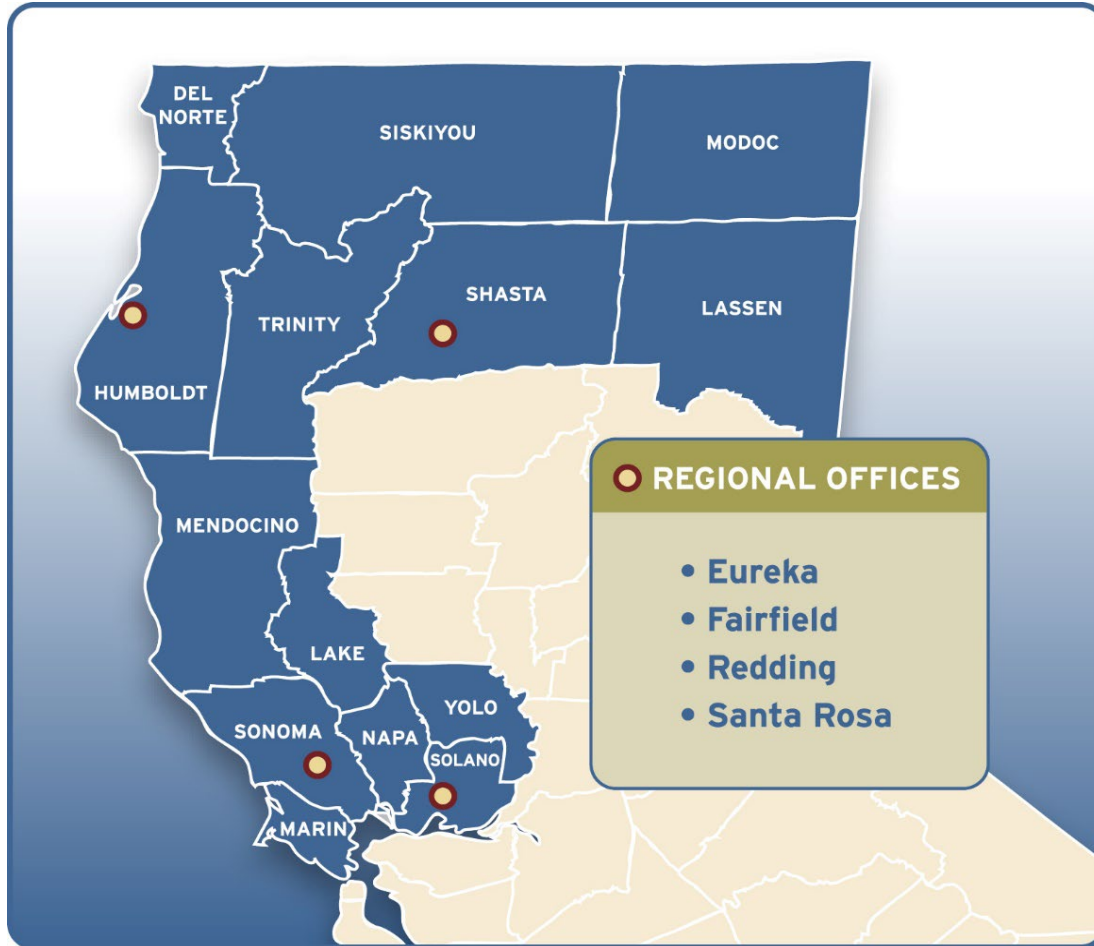 DEL
NORTE
SISKIYOU
MODOC
SHASTA
LASSEN
TRINITY
HUMBOLDT
REGIONAL OFFICES
MENDOCINO
• Eureka
• Fairfield
• Redding
• Santa Rosa
LAKE
YOLO
SONOMA
NAPA
SOLANO
MARIN